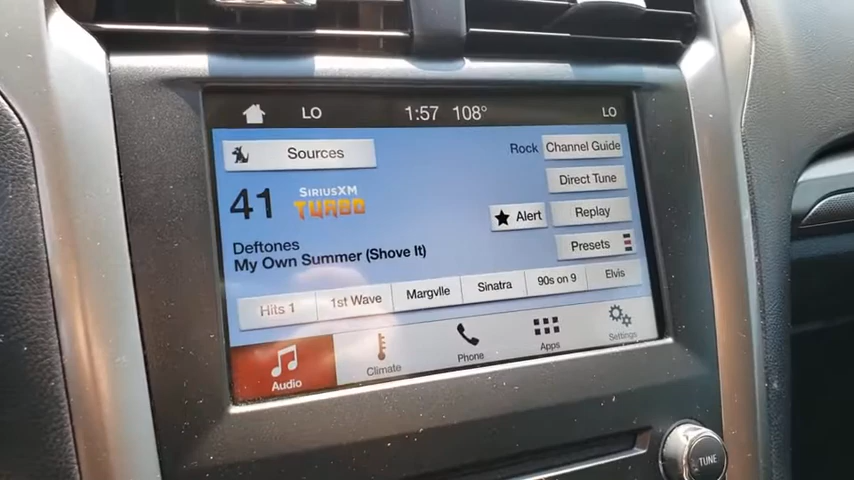 LO 1:57 108° LO
Sources Rock Channel Guide
41 SIRIUSXM TURBO
Direct Tune
Alert Replay
Deftones
My Own Summer (Shove It)
Presets
Hits 1 1st Wave Margvlle Sinatra 90s on 9 Elvis
Audio Climate Phone Apps Settings
TUNE